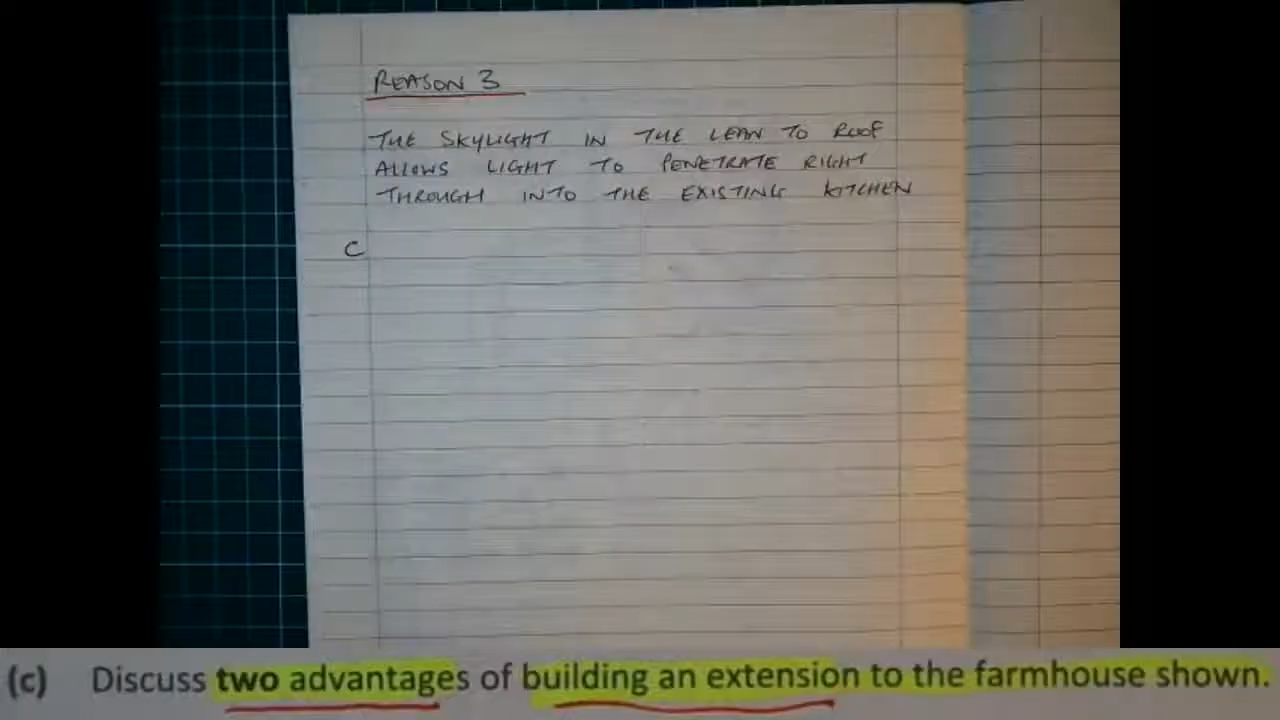 REASON 3
THE SKYLIGHT IN THE LEAN TO ROOF
ALLOWS LIGHT TO PENETRATE RIGHT
THROUGH INTO THE EXISTING KITCHEN
C
(c) Discuss two advantages of building an extension to the farmhouse shown.